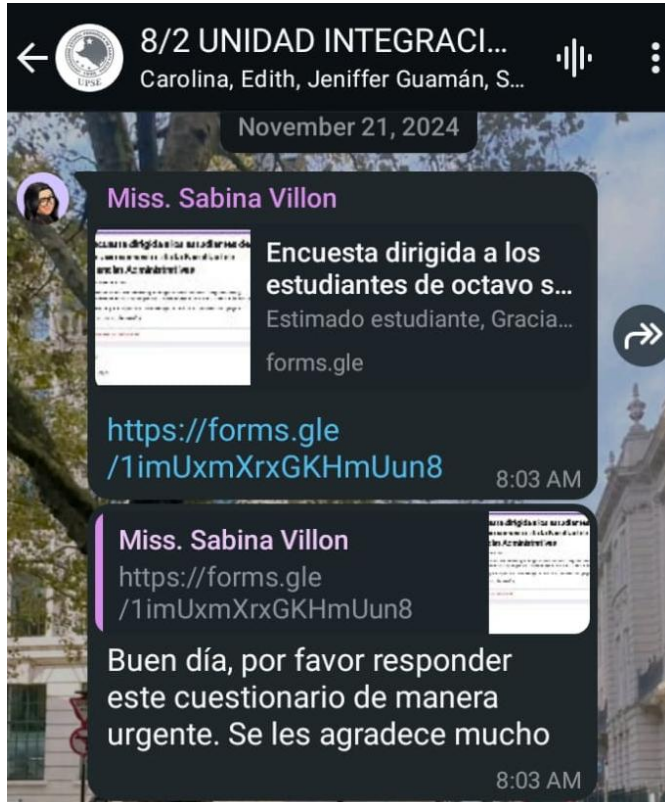 8/2 UNIDAD INTEGRACI...
UPSE
Carolina, Edith, Jeniffer Guamán, S...
November 21, 2024
Miss. Sabina Villon
Encuesta dirigida a los
estudiantes de octavo s...
Estimado estudiante, Gracia...
forms.gle
https://forms.gle
/1imUxmXrxGKHmUun8
8:03 AM
Miss. Sabina Villon
https://forms.gle
/1imUxmXrxGKHmUun8
Buen día, por favor responder
este cuestionario de manera
urgente. Se les agradece mucho
8:03 AM